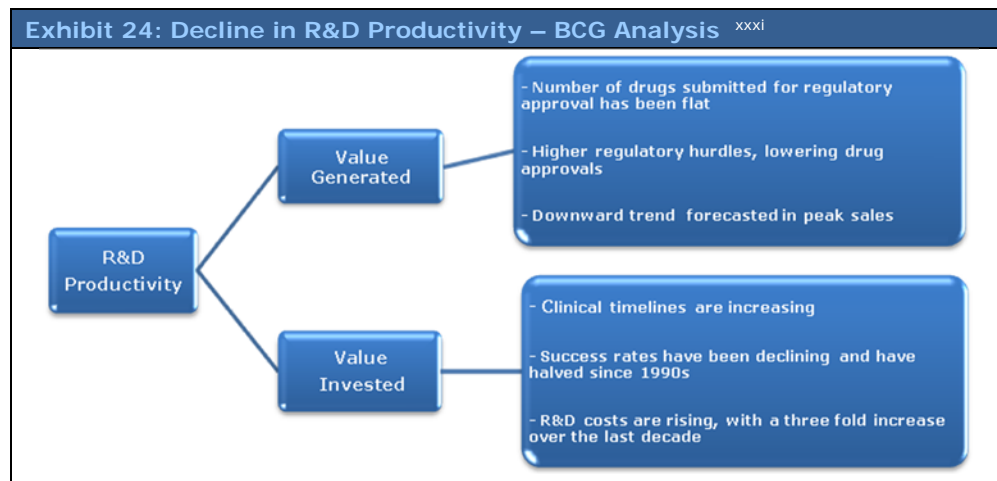 Exhibit 24: Decline in R&D Productivity – BCG Analysis xxxi
- Number of drugs submitted for regulatory
approval has been flat
- Higher regulatory hurdles, lowering drug
approvals
- Downward trend forecasted in peak sales
Value
Generated
R&D
Productivity
Value
Invested
- Clinical timelines are increasing
- Success rates have been declining and have
halved since 1990s
- R&D costs are rising, with a three fold increase
over the last decade